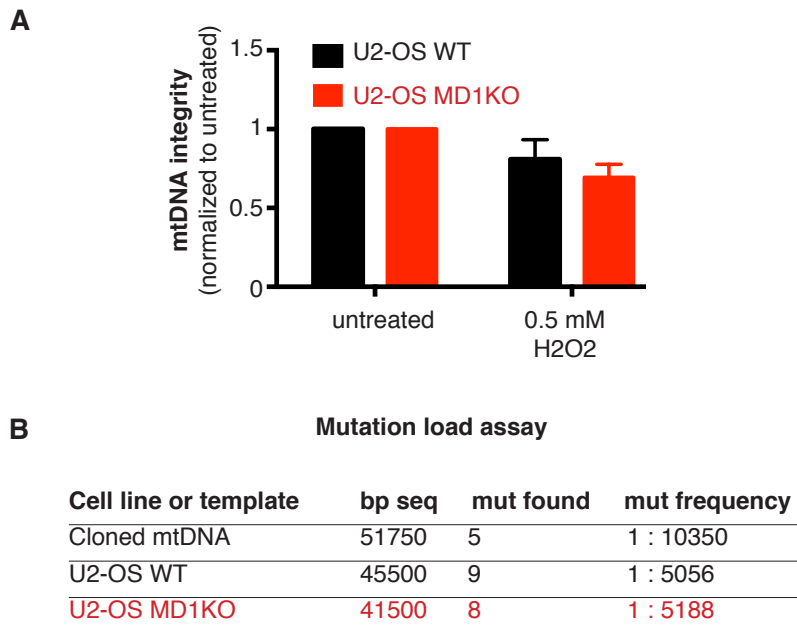 A
mtDNA integrity
(normalized to untreated)
1.5
1
0.5
0
U2-OS WT
U2-OS MD1KO
untreated
0.5 mM
H2O2
B
Mutation load assay
Cell line or template bp seq mut found mut frequency
Cloned mtDNA 51750 5 1 : 10350
U2-OS WT 45500 9 1 : 5056
U2-OS MD1KO 41500 8 1 : 5188